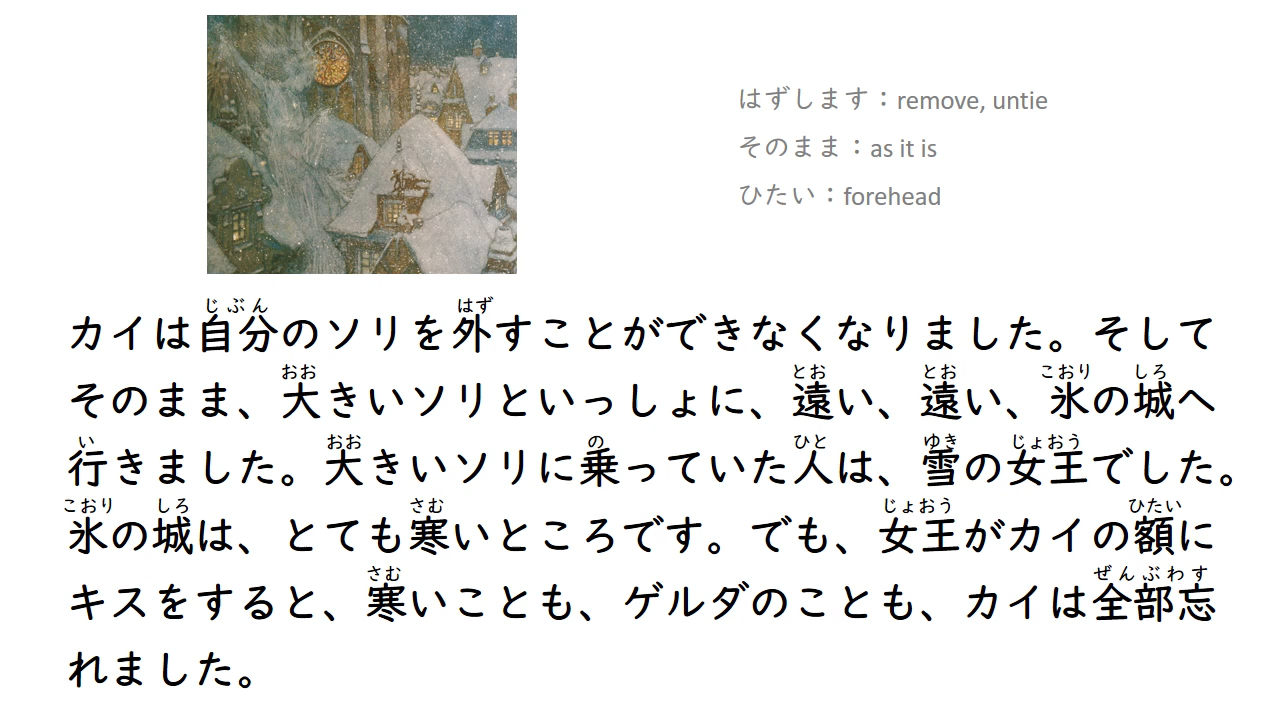 はずします：remove, untie
そのまま：as it is
ひたい：forehead
カイは自分のソリを外すことができなくなりました。そして
そのまま、大きいソリといっしょに、遠い、遠い、氷の城へ
行きました。大きいソリに乗っていた人は、雪の女王でした。
氷の城は、とても寒いところです。でも、女王がカイの額に
キスをすると、寒いことも、ゲルダのことも、カイは全部忘
れました。